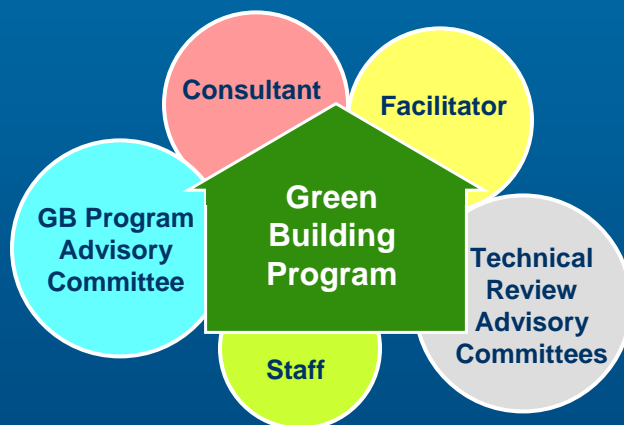 Consultant
Facilitator
GB Program
Advisory
Committee
Green
Building
Program
Technical
Review
Advisory
Committees
Staff